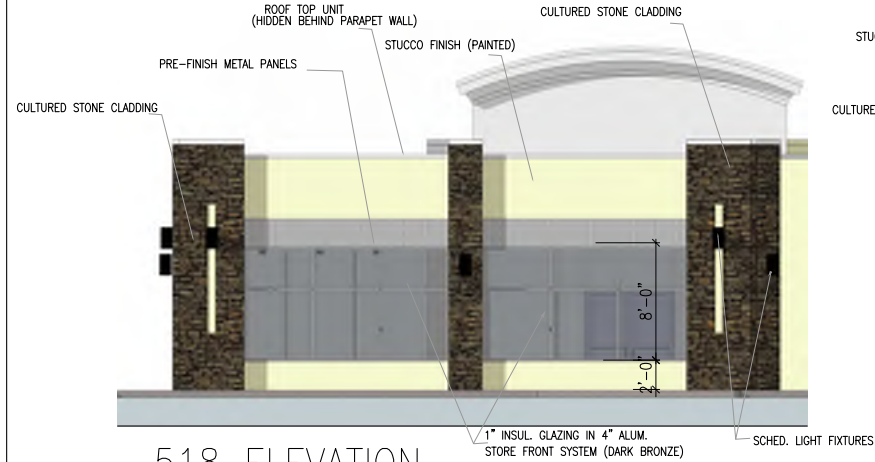 ROOF TOP UNIT
(HIDDEN BEHIND PARAPET WALL)
CULTURED STONE CLADDING
STUCCO FINISH (PAINTED)
PRE-FINISH METAL PANELS
CULTURED STONE CLADDING
CULTURE
8'-0"
2'-0"
1" INSUL. GLAZING IN 4" ALUM.
STORE FRONT SYSTEM (DARK BRONZE)
SCHED. LIGHT FIXTURES
518 ELEVATION